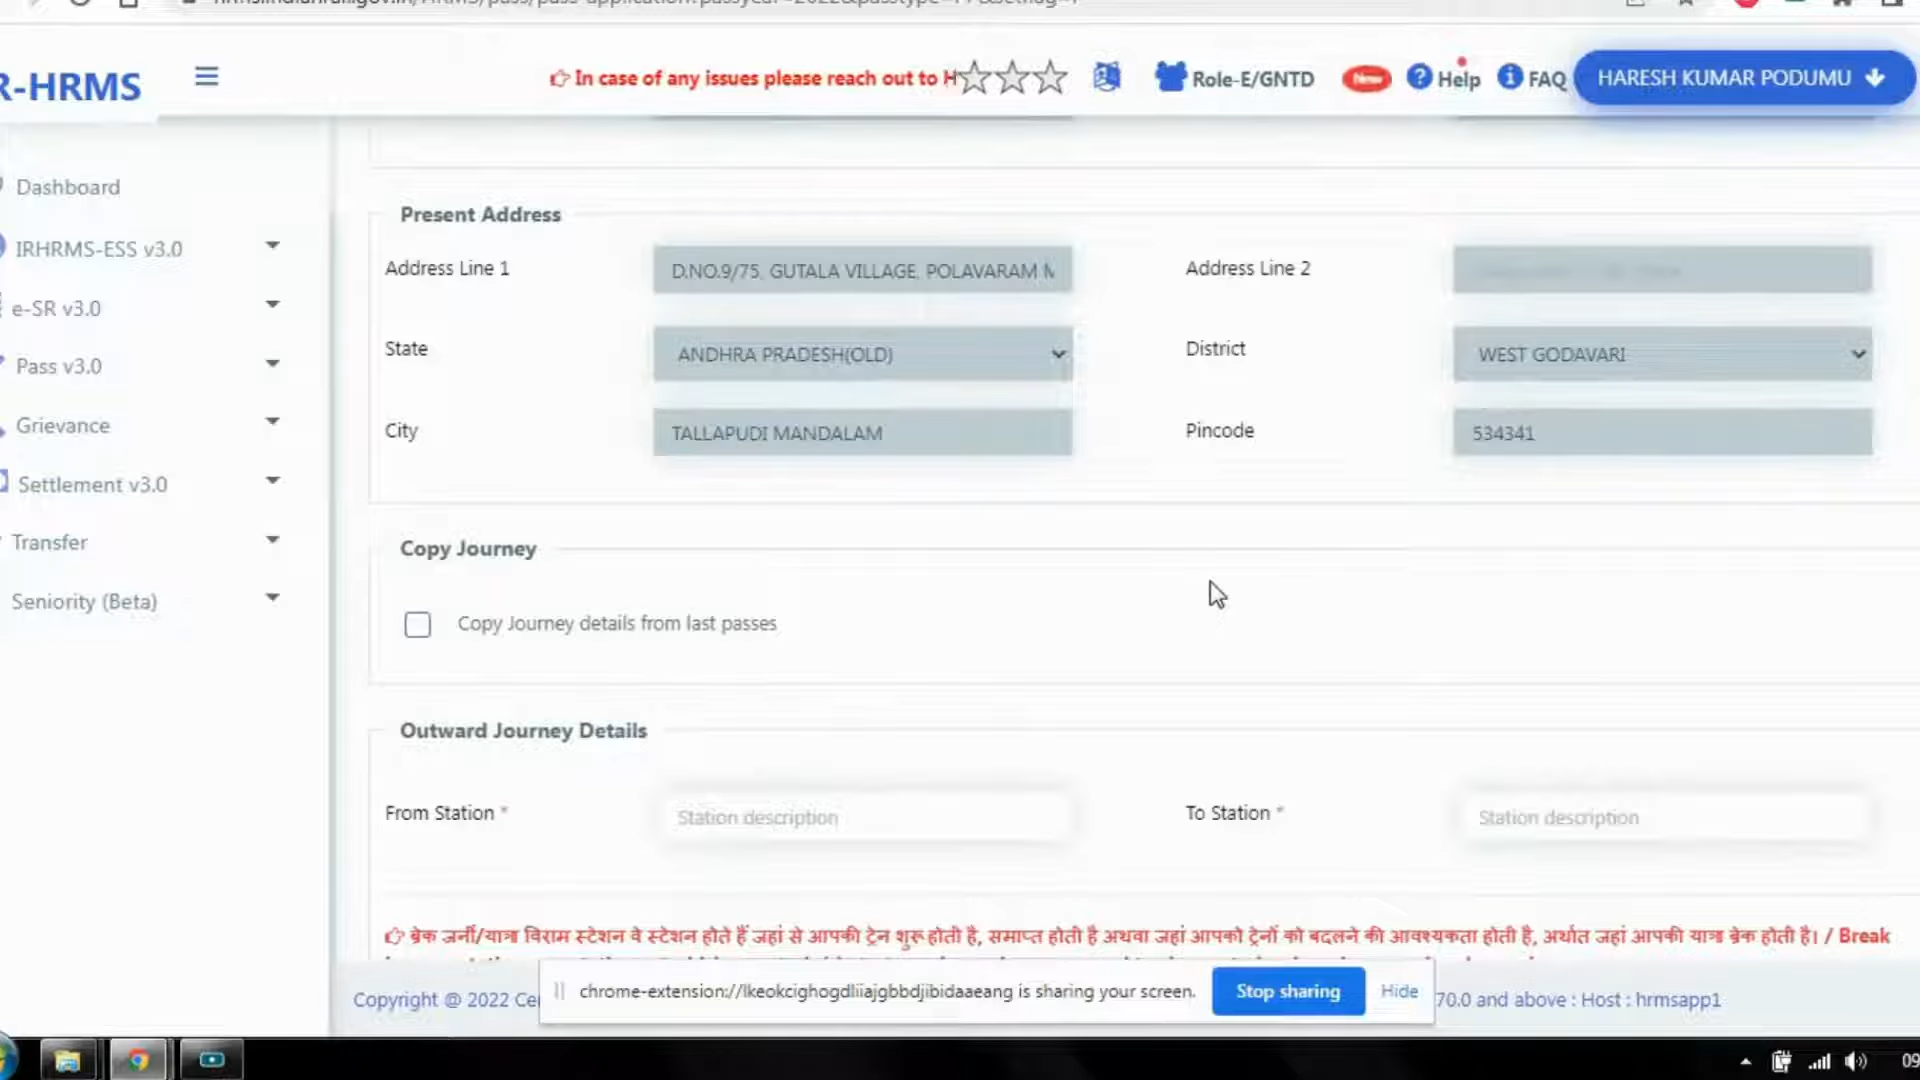 R-HRMS
In case of any issues please reach out to H
Role-E/GNTD
New
Help
FAQ
HARESH KUMAR PODUMU
Dashboard
IRHRMS-ESS v3.0
e-SR v3.0
Pass v3.0
Grievance
Settlement v3.0
Transfer
Seniority (Beta)
Present Address
Address Line 1 D.NO.9/75, GUTALA VILLAGE, POLAVARAM M Address Line 2
State ANDHRA PRADESH(OLD) District WEST GODAVARI
City TALLAPUDI MANDALAM Pincode 534341
Copy Journey
Copy Journey details from last passes
Outward Journey Details
From Station * Station description To Station * Station description
ब्रेक जर्नी/यात्रा विराम स्टेशन वे स्टेशन होते हैं जहां से आपकी ट्रेन शुरू होती है, समाप्त होती है अथवा जहां आपको ट्रेनों को बदलने की आवश्यकता होती है, अर्थात जहां आपकी यात्रा ब्रेक होती है। / Break
chrome-extension://lkeokcighogdliiajgbbdjibidaaeang is sharing your screen. Stop sharing Hide
Copyright @ 2022 Ce 70.0 and above : Host : hrmsapp1
09